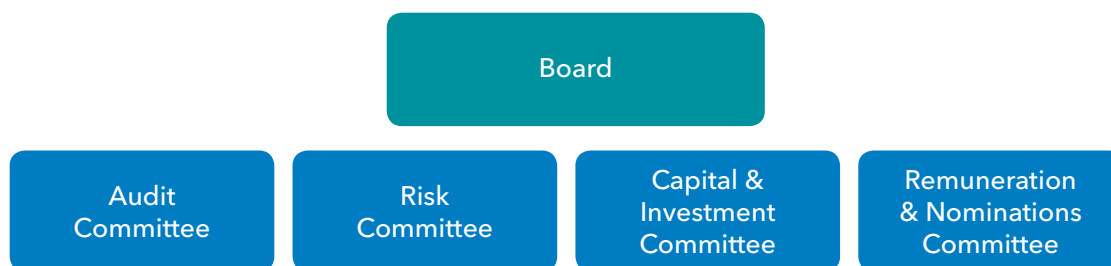 Board
Audit
Committee
Risk
Committee
Capital &
Investment
Committee
Remuneration
& Nominations
Committee